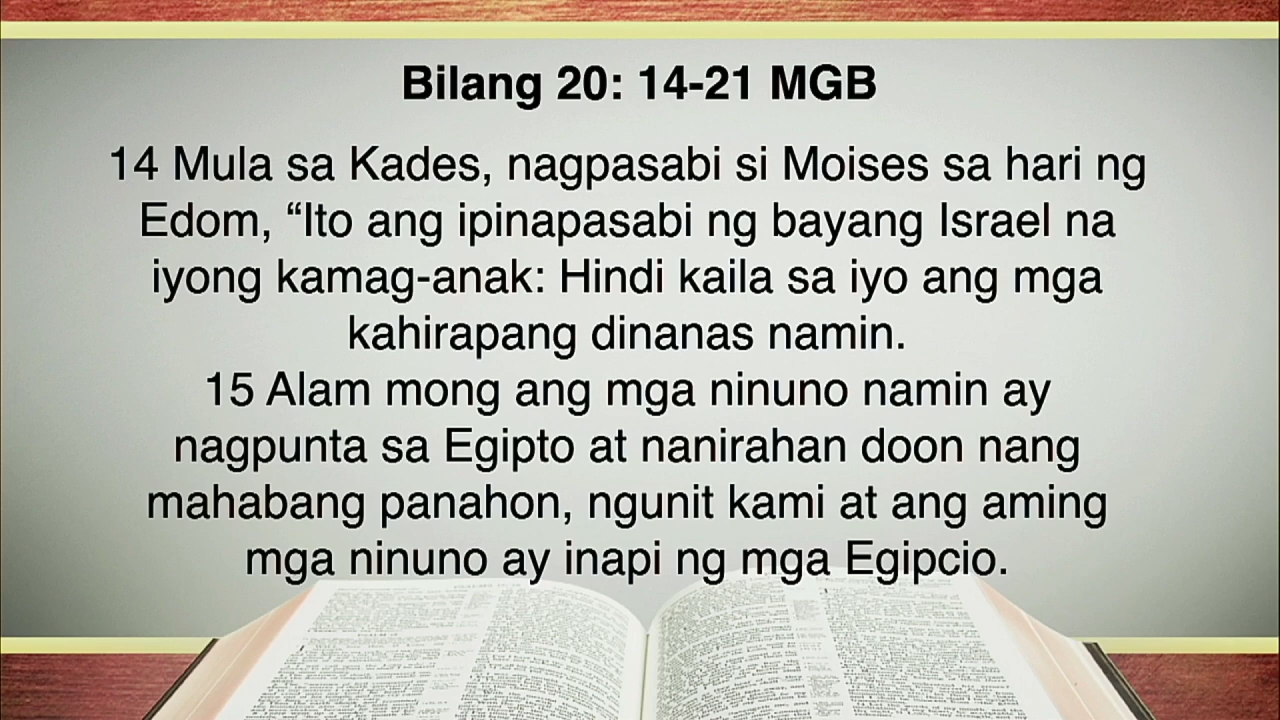 Bilang 20: 14-21 MGB
14 Mula sa Kades, nagpasabi si Moises sa hari ng
Edom, “Ito ang ipinapasabi ng bayang Israel na
iyong kamag-anak: Hindi kaila sa iyo ang mga
kahirapang dinanas namin.
15 Alam mong ang mga ninuno namin ay
nagpunta sa Egipto at nanirahan doon nang
mahabang panahon, ngunit kami at ang aming
mga ninuno ay inapi ng mga Egipcio.